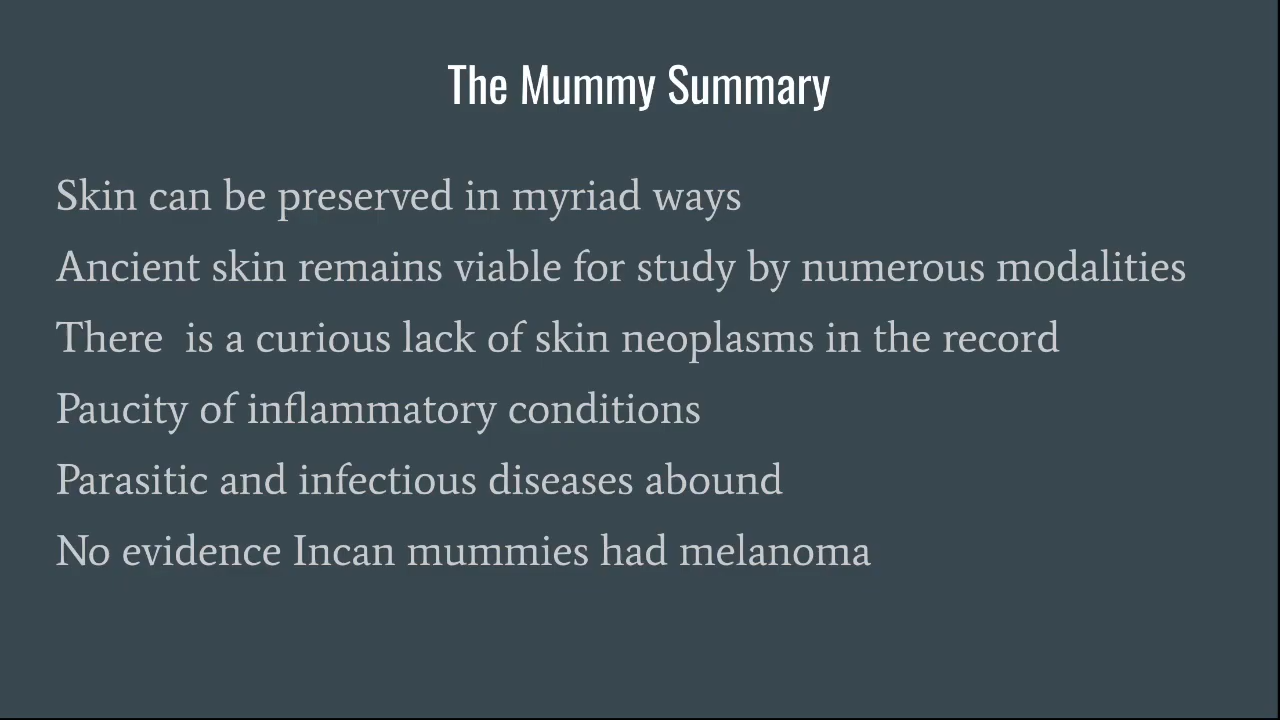 The Mummy Summary
Skin can be preserved in myriad ways
Ancient skin remains viable for study by numerous modalities
There  is a curious lack of skin neoplasms in the record
Paucity of inflammatory conditions
Parasitic and infectious diseases abound
No evidence Incan mummies had melanoma